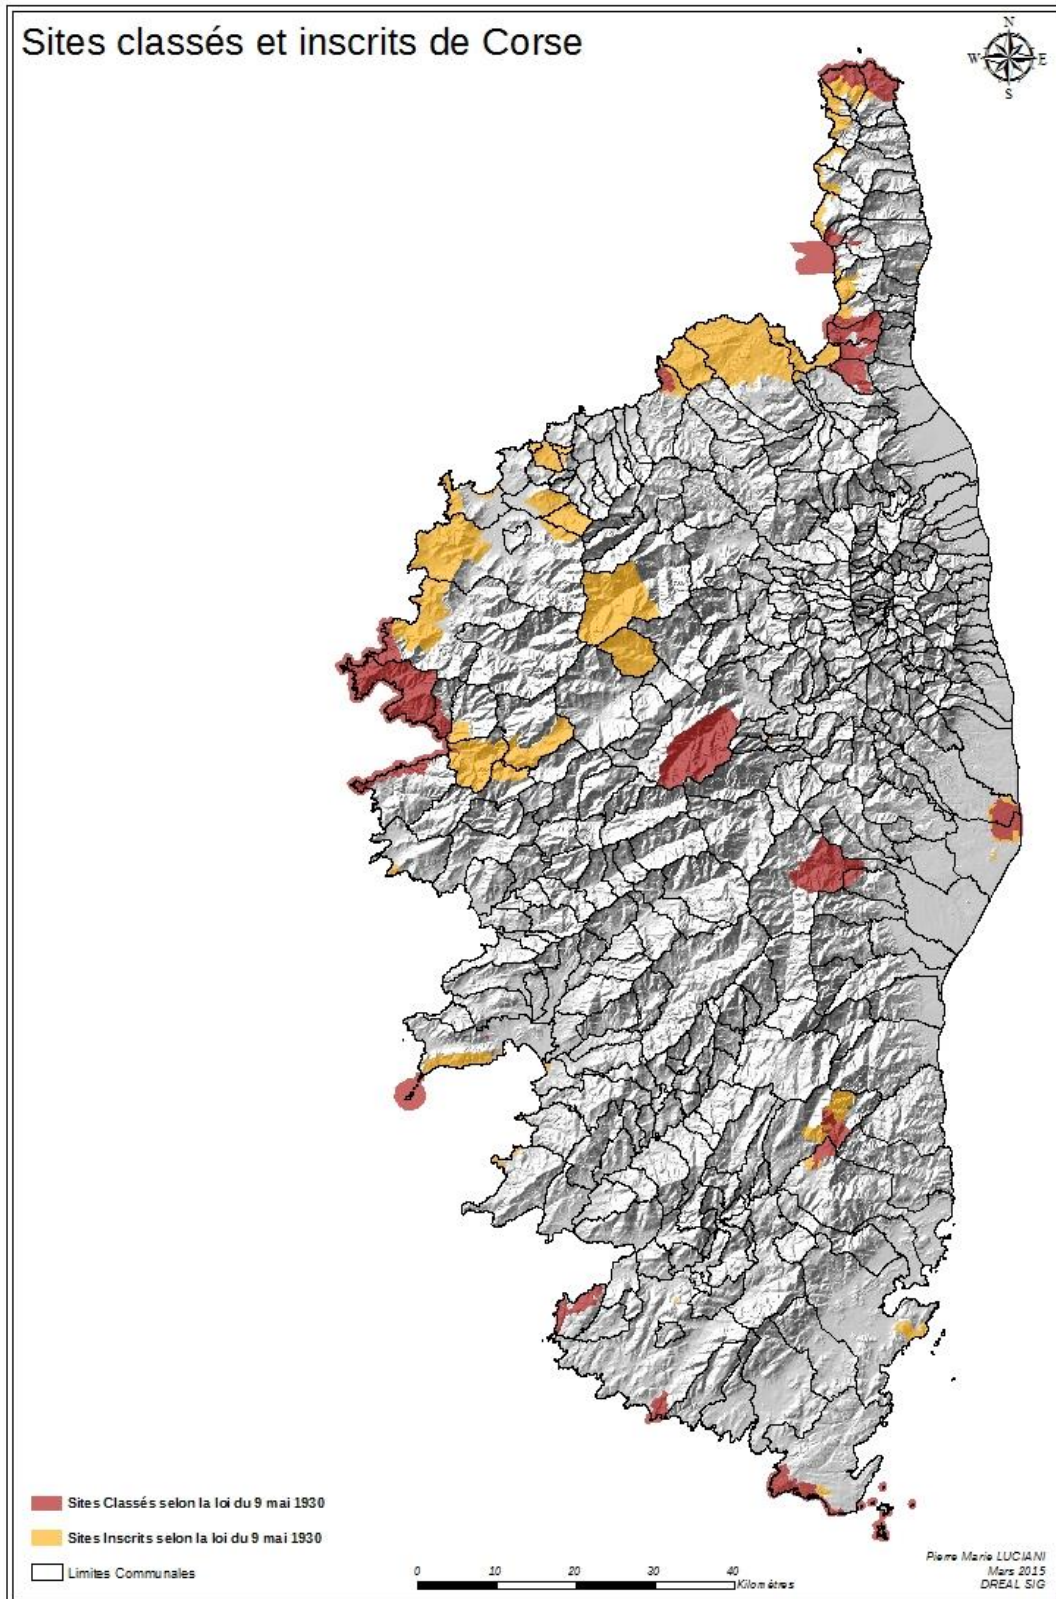 Sites classés et inscrits de Corse
N
W E
S
Sites Classés selon la loi du 9 mai 1930
Sites Inscrits selon la loi du 9 mai 1930
Limites Communales
0 10 20 30 40
Kilomètres
Pierre Marie LUCIANI
Mars 2015
DREAL SIG